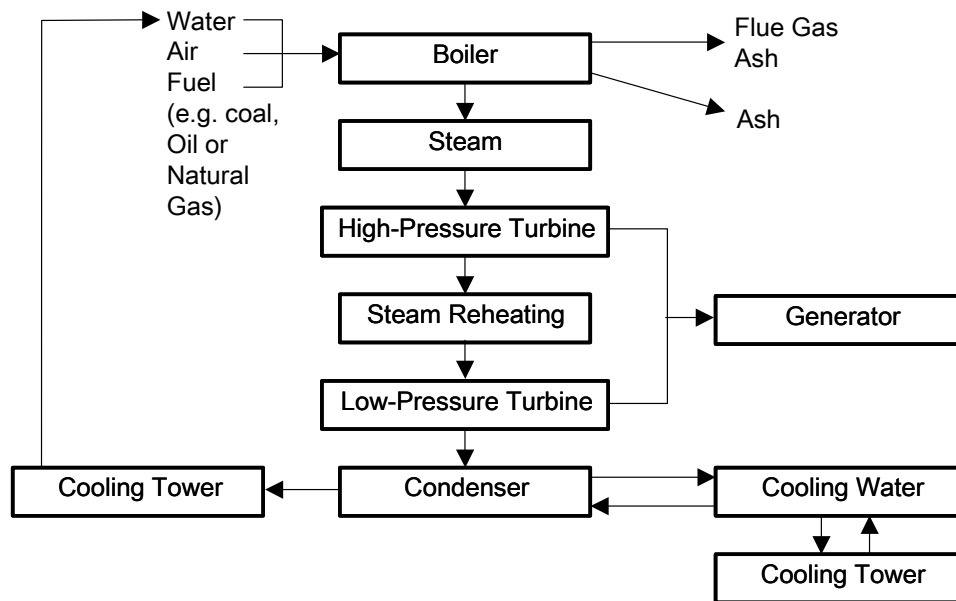 Water
Air
Fuel
(e.g. coal,
Oil or
Natural
Gas)
Boiler
Flue Gas
Ash
Ash
Steam
High-Pressure Turbine
Steam Reheating
Generator
Low-Pressure Turbine
Cooling Tower
Condenser
Cooling Water
Cooling Tower